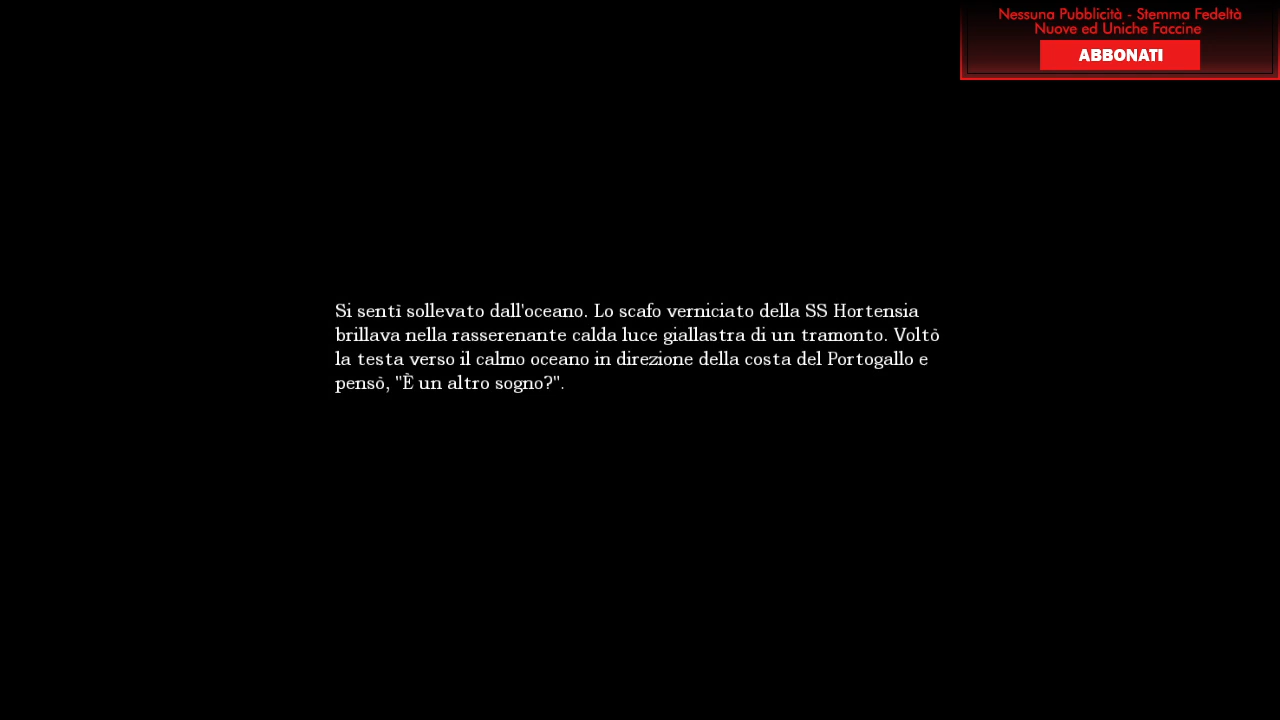 Nessuna Pubblicità - Stemma Fedeltà
Nuove ed Uniche Faccine
ABBONATI
Si sentì sollevato dall'oceano. Lo scafo verniciato della SS Hortensia
brillava nella rasserenante calda luce giallastra di un tramonto. Voltò
la testa verso il calmo oceano in direzione della costa del Portogallo e
pensò, "È un altro sogno?".